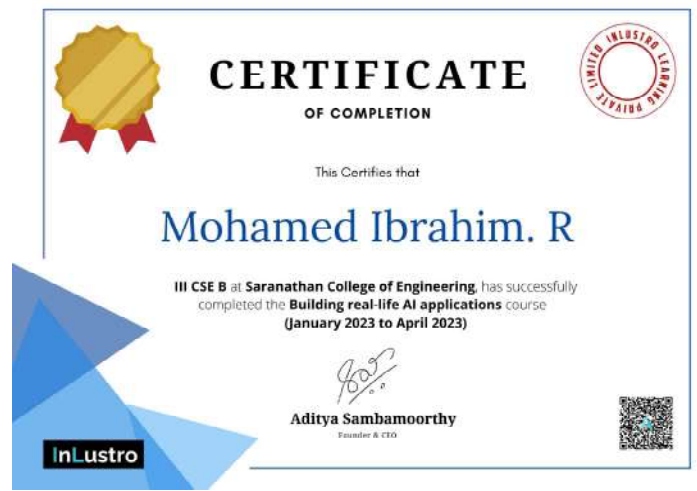 CERTIFICATE
OF COMPLETION
INLUSTRO LEARNING PRIVATE LIMITED
This Certifies that
Mohamed Ibrahim. R
III CSE B at Saranathan College of Engineering, has successfully
completed the Building real-life AI applications course
(January 2023 to April 2023)
Aditya Sambamoorthy
Founder & CEO
InLustro